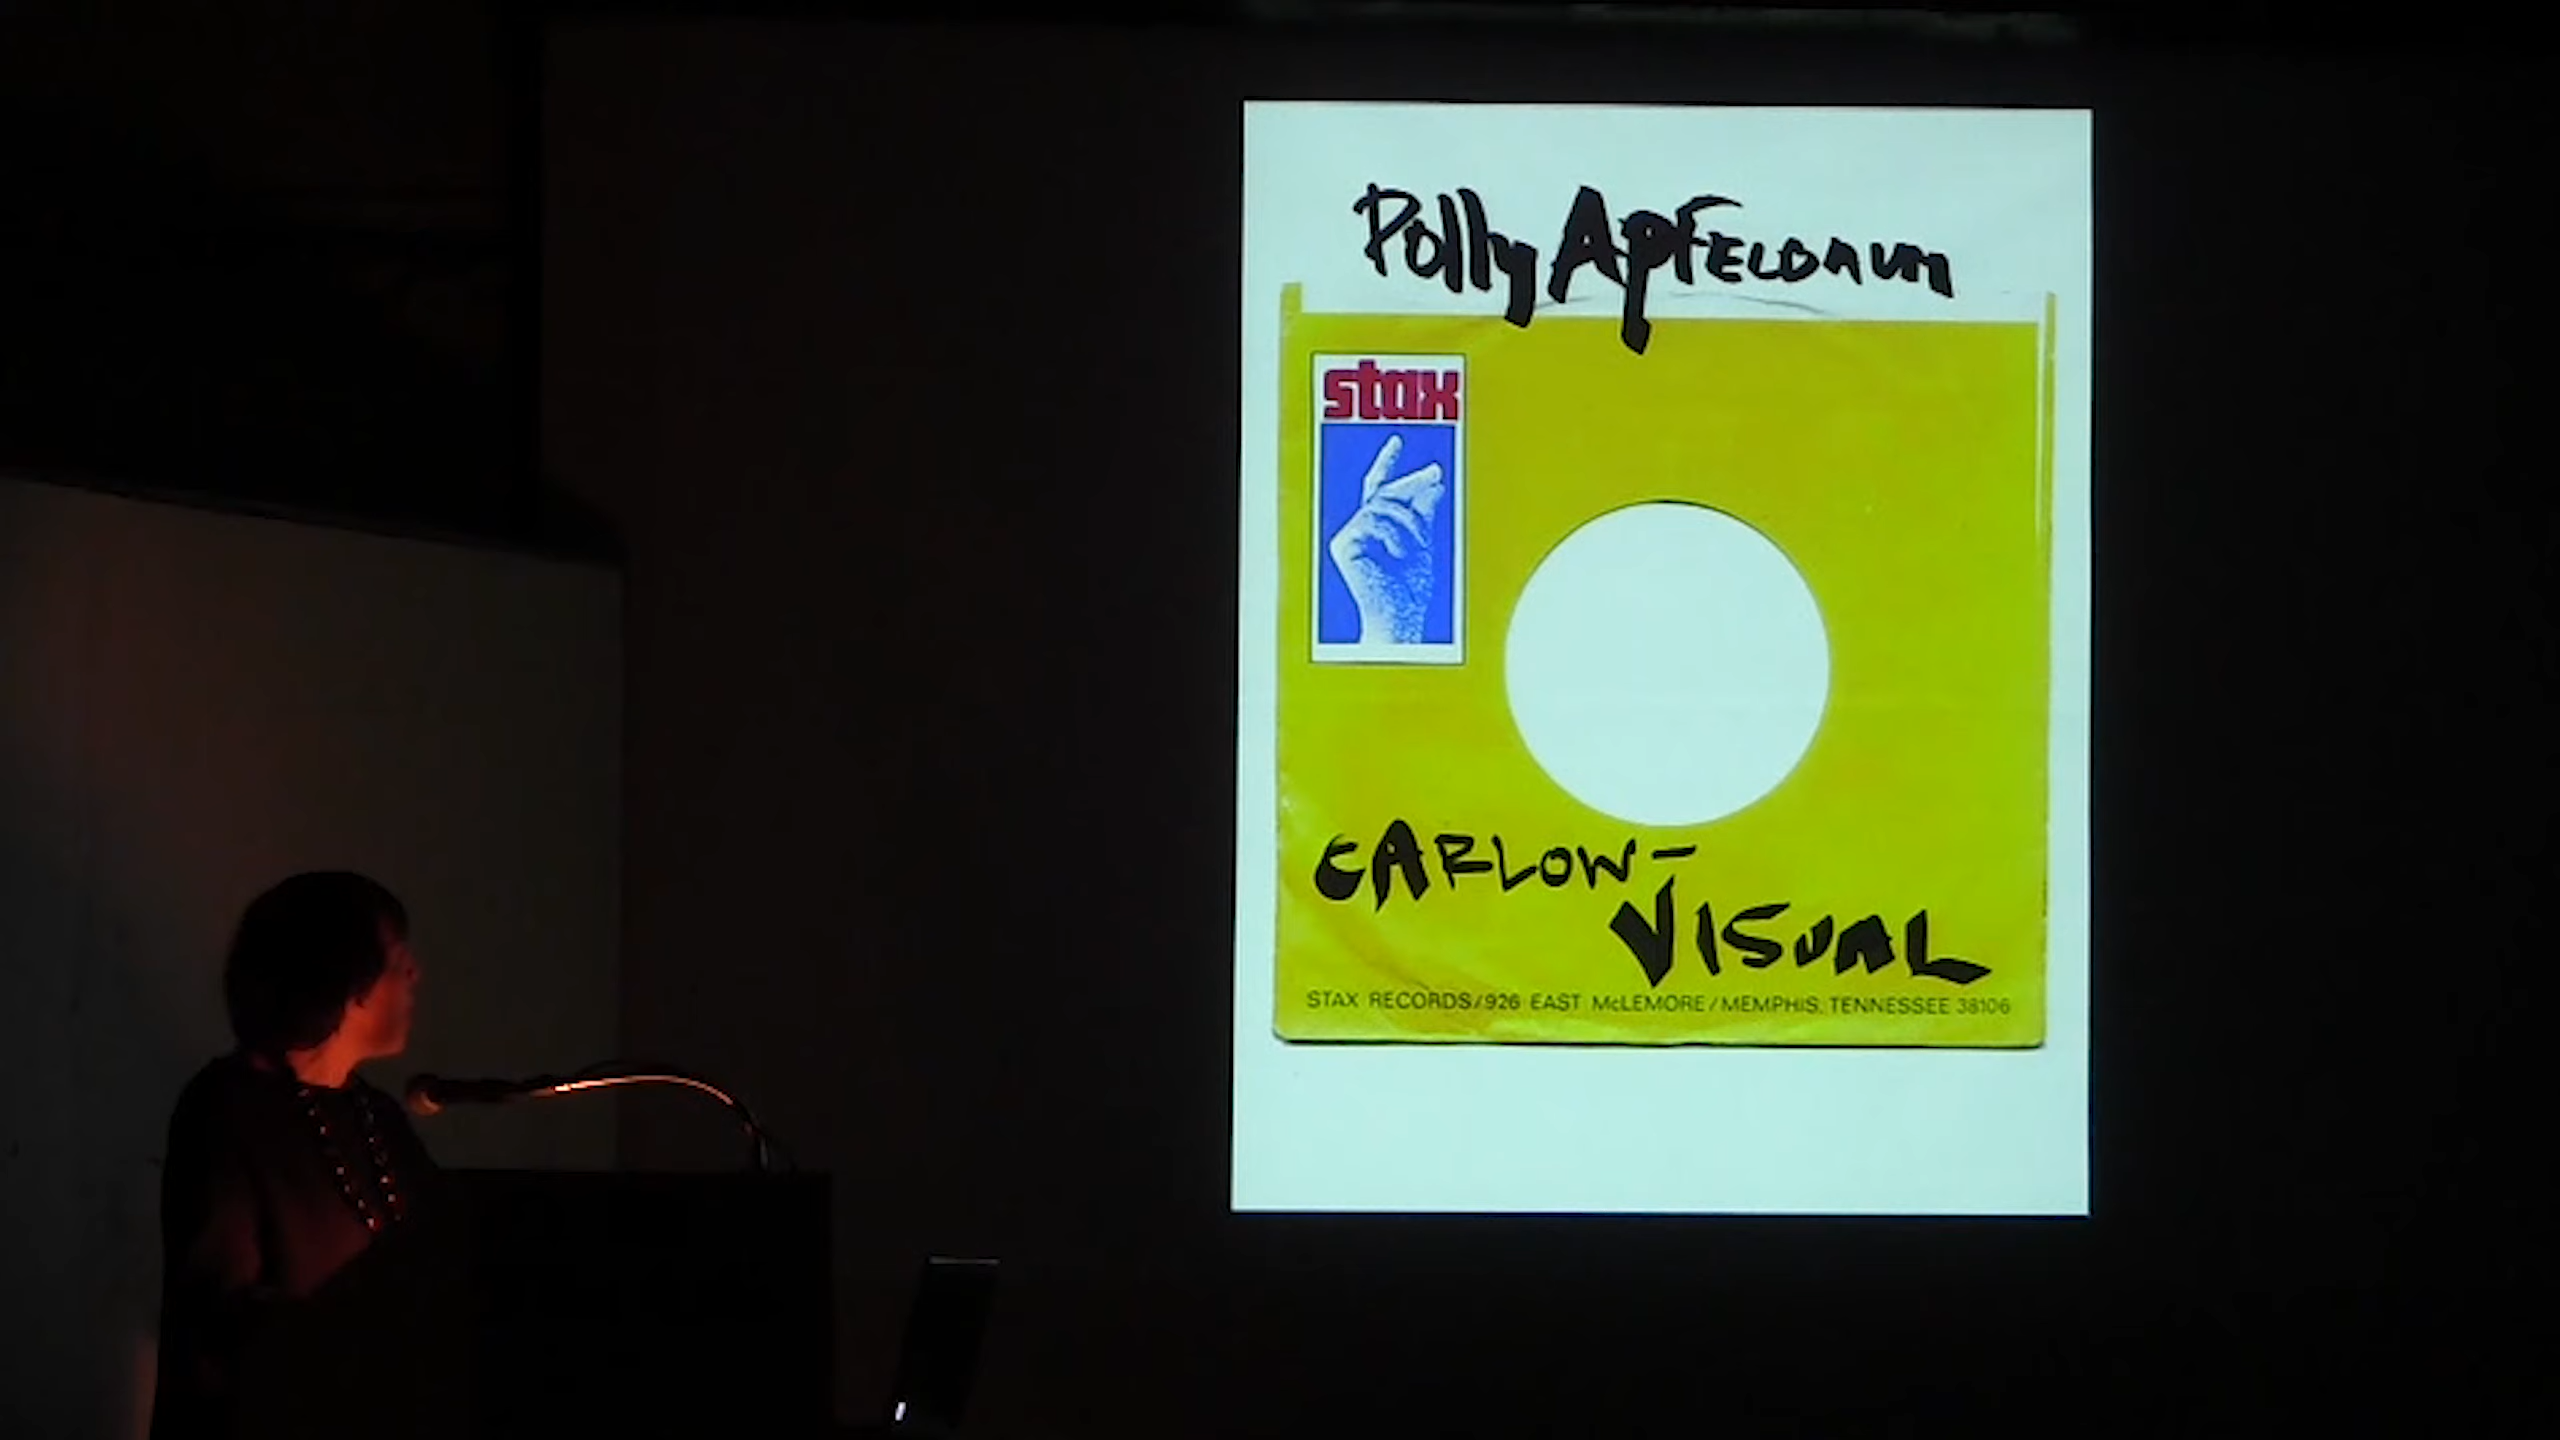 Polly ApfELBAUM
stax
CARLOW-
VISUAL
STAX RECORDS/926 EAST McLEMORE/MEMPHIS, TENNESSEE 38106